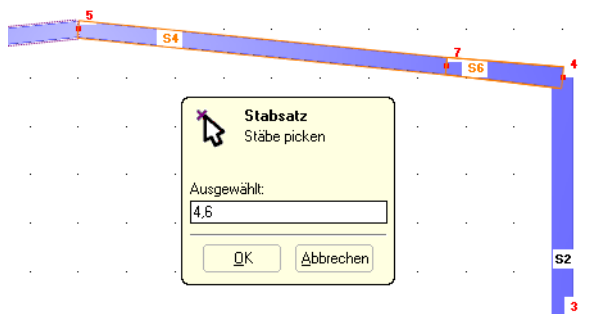 5
S4
7
S6
4
Stabsatz
Stäbe picken
Ausgewählt:
4,6
OK
Abbrechen
S2
3